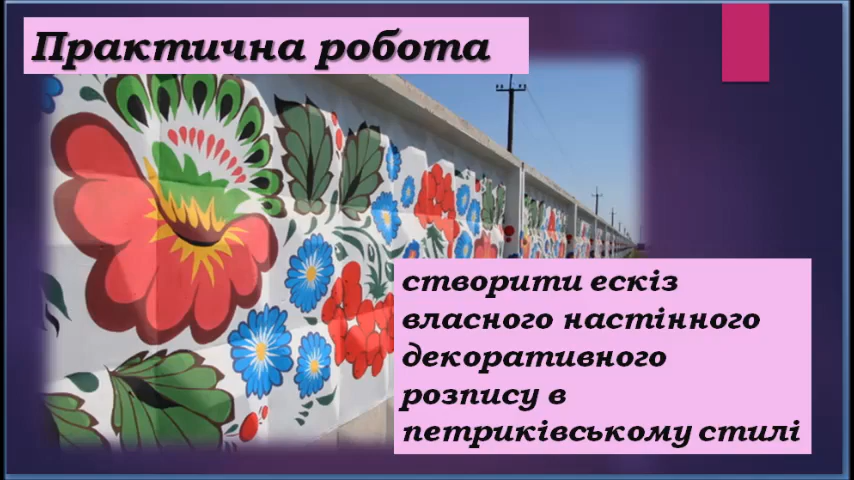 Практична робота
створити ескіз
власного настінного
декоративного
розпису в
петриківському стилі